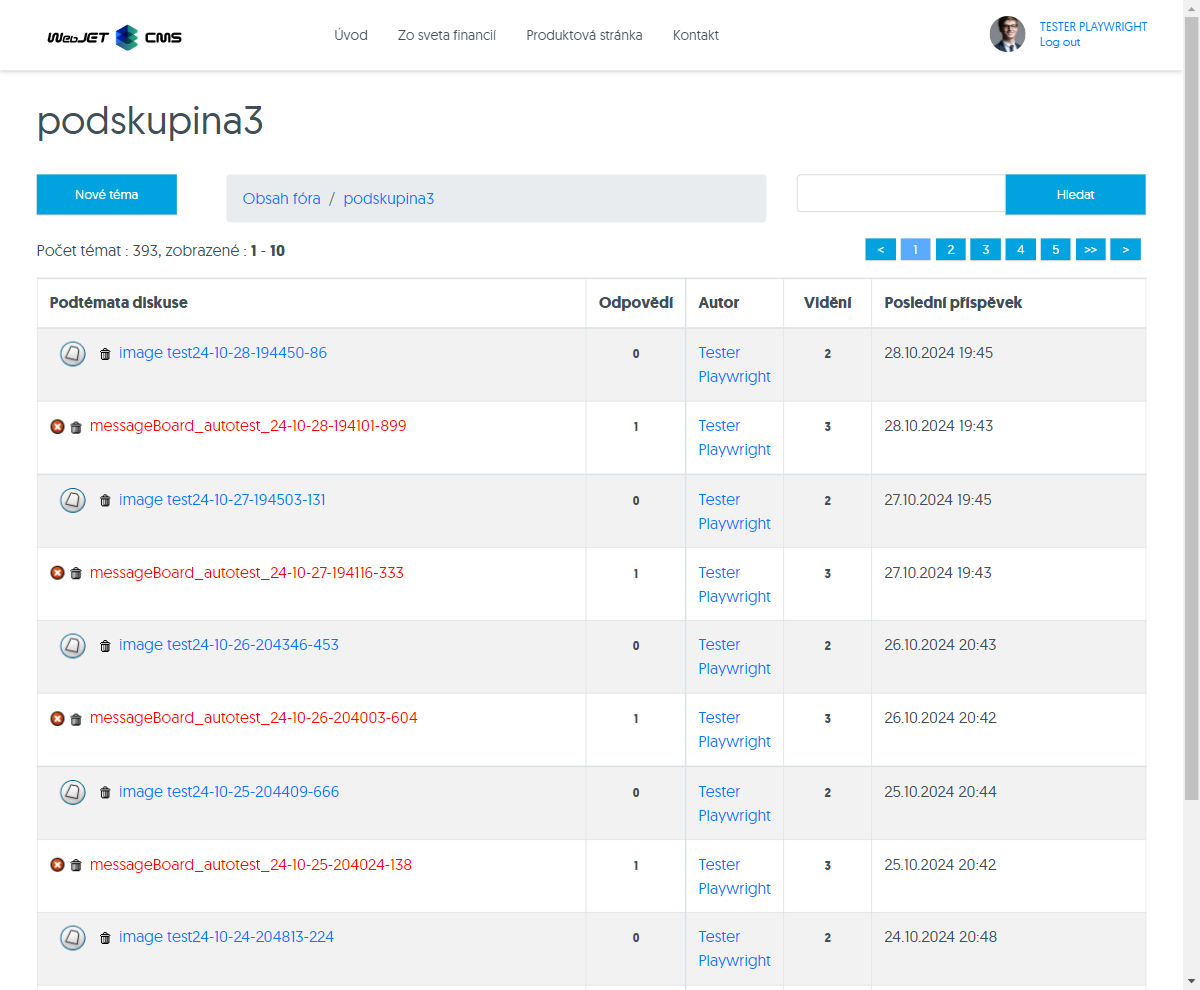 WebJET CMS
Úvod
Zo sveta financií
Produktová stránka
Kontakt
TESTER PLAYWRIGHT
Log out
podskupina3
Nové téma
Obsah fóra / podskupina3
Hledat
Počet témat : 393, zobrazené : 1 - 10
< 1 2 3 4 5 >> >
Podtémata diskuse Odpovědí Autor Vidění Poslední příspěvek
image test24-10-28-194450-86 0 Tester Playwright 2 28.10.2024 19:45
messageBoard_autotest_24-10-28-194101-899 1 Tester Playwright 3 28.10.2024 19:43
image test24-10-27-194503-131 0 Tester Playwright 2 27.10.2024 19:45
messageBoard_autotest_24-10-27-194116-333 1 Tester Playwright 3 27.10.2024 19:43
image test24-10-26-204346-453 0 Tester Playwright 2 26.10.2024 20:43
messageBoard_autotest_24-10-26-204003-604 1 Tester Playwright 3 26.10.2024 20:42
image test24-10-25-204409-666 0 Tester Playwright 2 25.10.2024 20:44
messageBoard_autotest_24-10-25-204024-138 1 Tester Playwright 3 25.10.2024 20:42
image test24-10-24-204813-224 0 Tester Playwright 2 24.10.2024 20:48